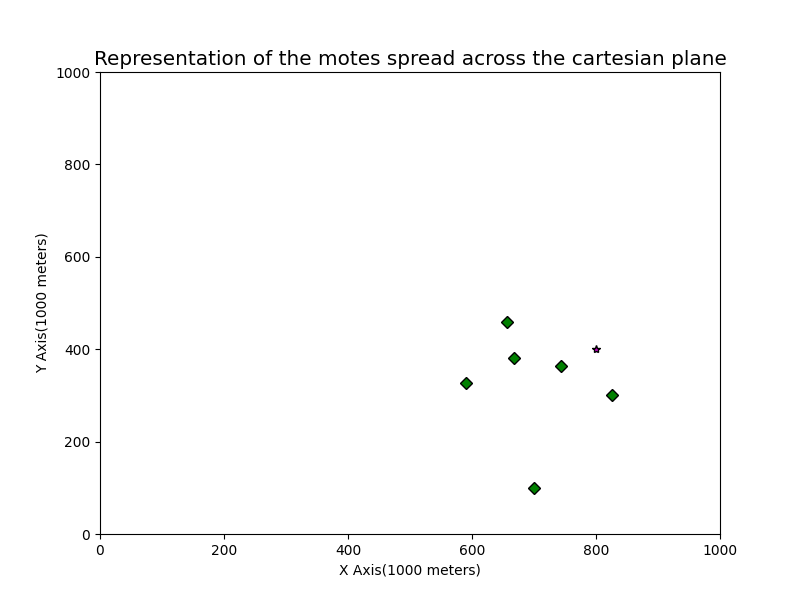 Representation of the motes spread across the cartesian plane
1000
800
600
400
200
0
Y Axis(1000 meters)
0 200 400 600 800 1000
X Axis(1000 meters)